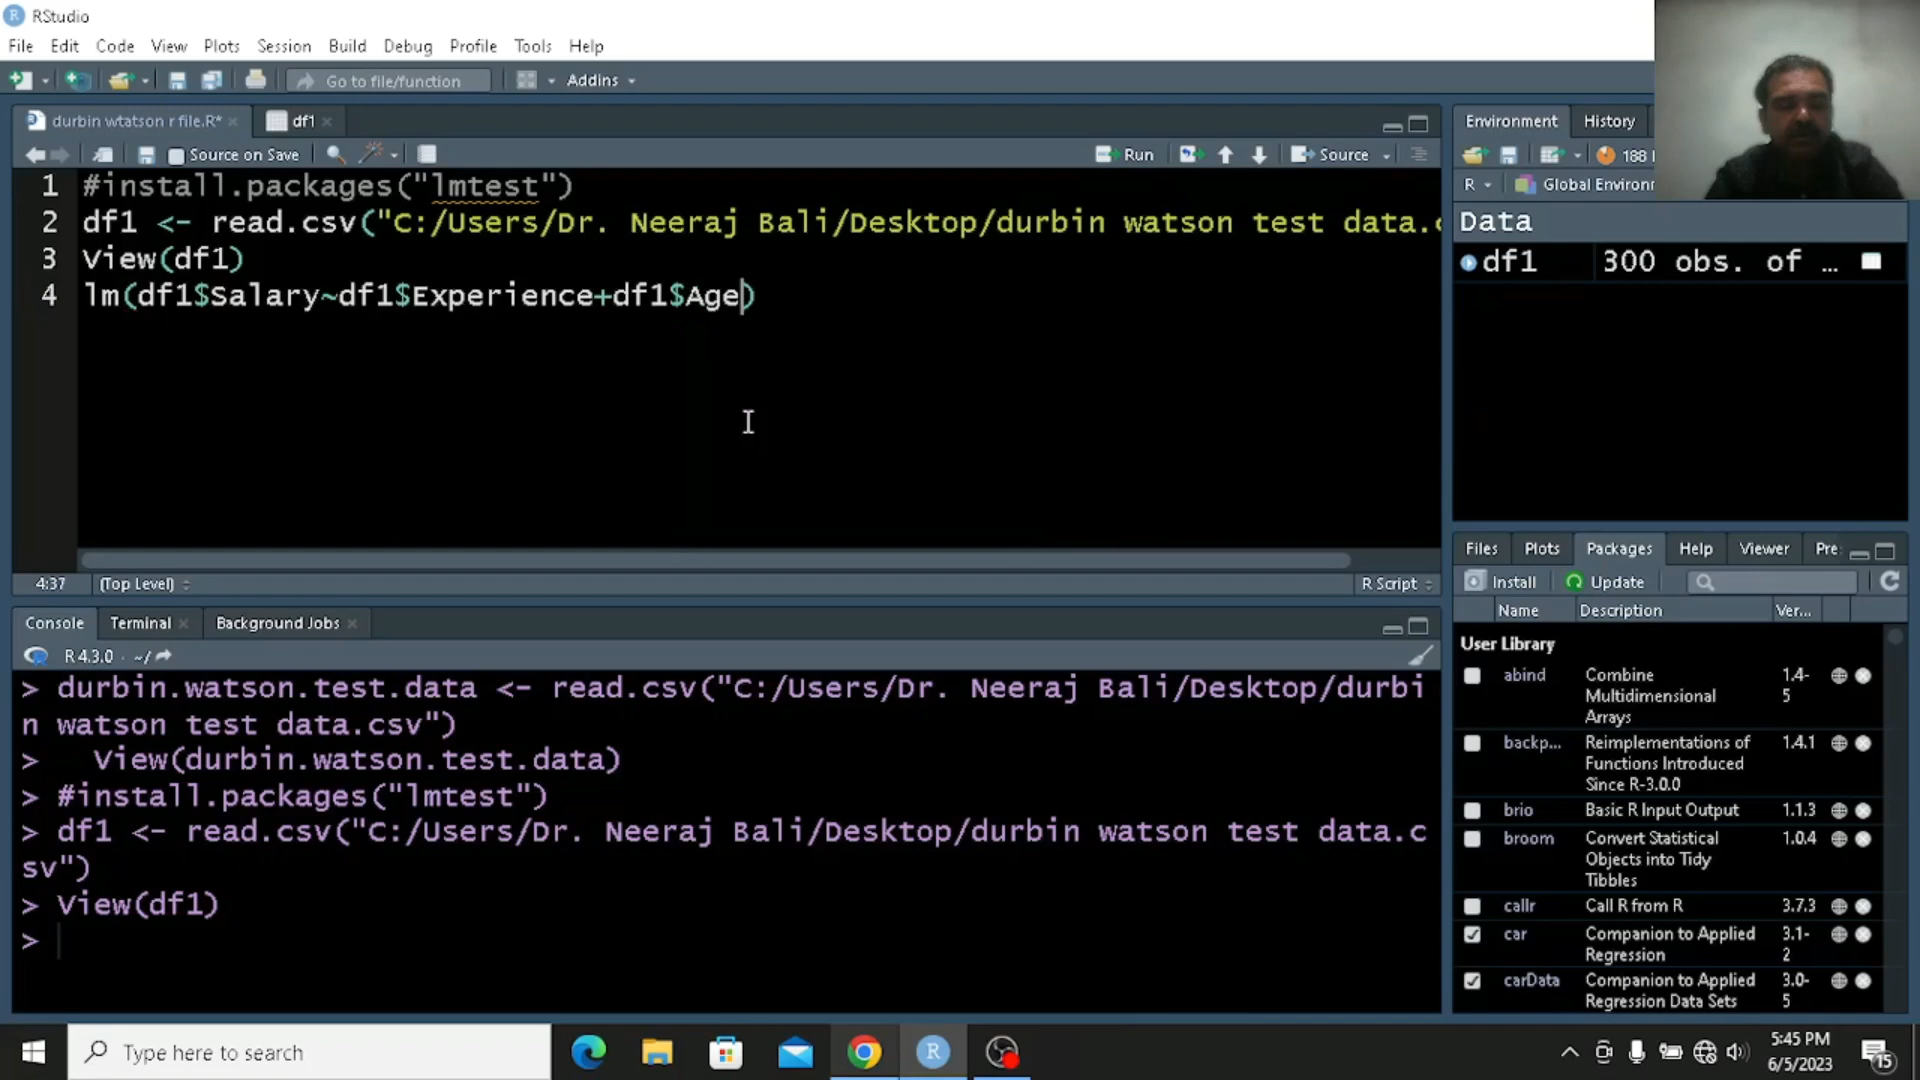 RStudio
File Edit Code View Plots Session Build Debug Profile Tools Help
Go to file/function Addins
durbin wtatson r file.R* df1
Source on Save Run Source
1 #install.packages("lmtest")
2 df1 <- read.csv("C:/Users/Dr. Neeraj Bali/Desktop/durbin watson test data.c
3 View(df1)
4 lm(df1$Salary~df1$Experience+df1$Age)
4:37 (Top Level) R Script
Console Terminal Background Jobs
R 4.3.0 · ~/
> durbin.watson.test.data <- read.csv("C:/Users/Dr. Neeraj Bali/Desktop/durbi
n watson test data.csv")
> View(durbin.watson.test.data)
> #install.packages("lmtest")
> df1 <- read.csv("C:/Users/Dr. Neeraj Bali/Desktop/durbin watson test data.c
sv")
> View(df1)
>
Environment History
188
R Global Environ
Data
df1 300 obs. of …
Files Plots Packages Help Viewer Pre
Install Update
Name Description Ver...
User Library
abind Combine Multidimensional Arrays 1.4-5
backp... Reimplementations of Functions Introduced Since R-3.0.0 1.4.1
brio Basic R Input Output 1.1.3
broom Convert Statistical Objects into Tidy Tibbles 1.0.4
callr Call R from R 3.7.3
car Companion to Applied Regression 3.1-2
carData Companion to Applied Regression Data Sets 3.0-5
Type here to search
5:45 PM
6/5/2023
15